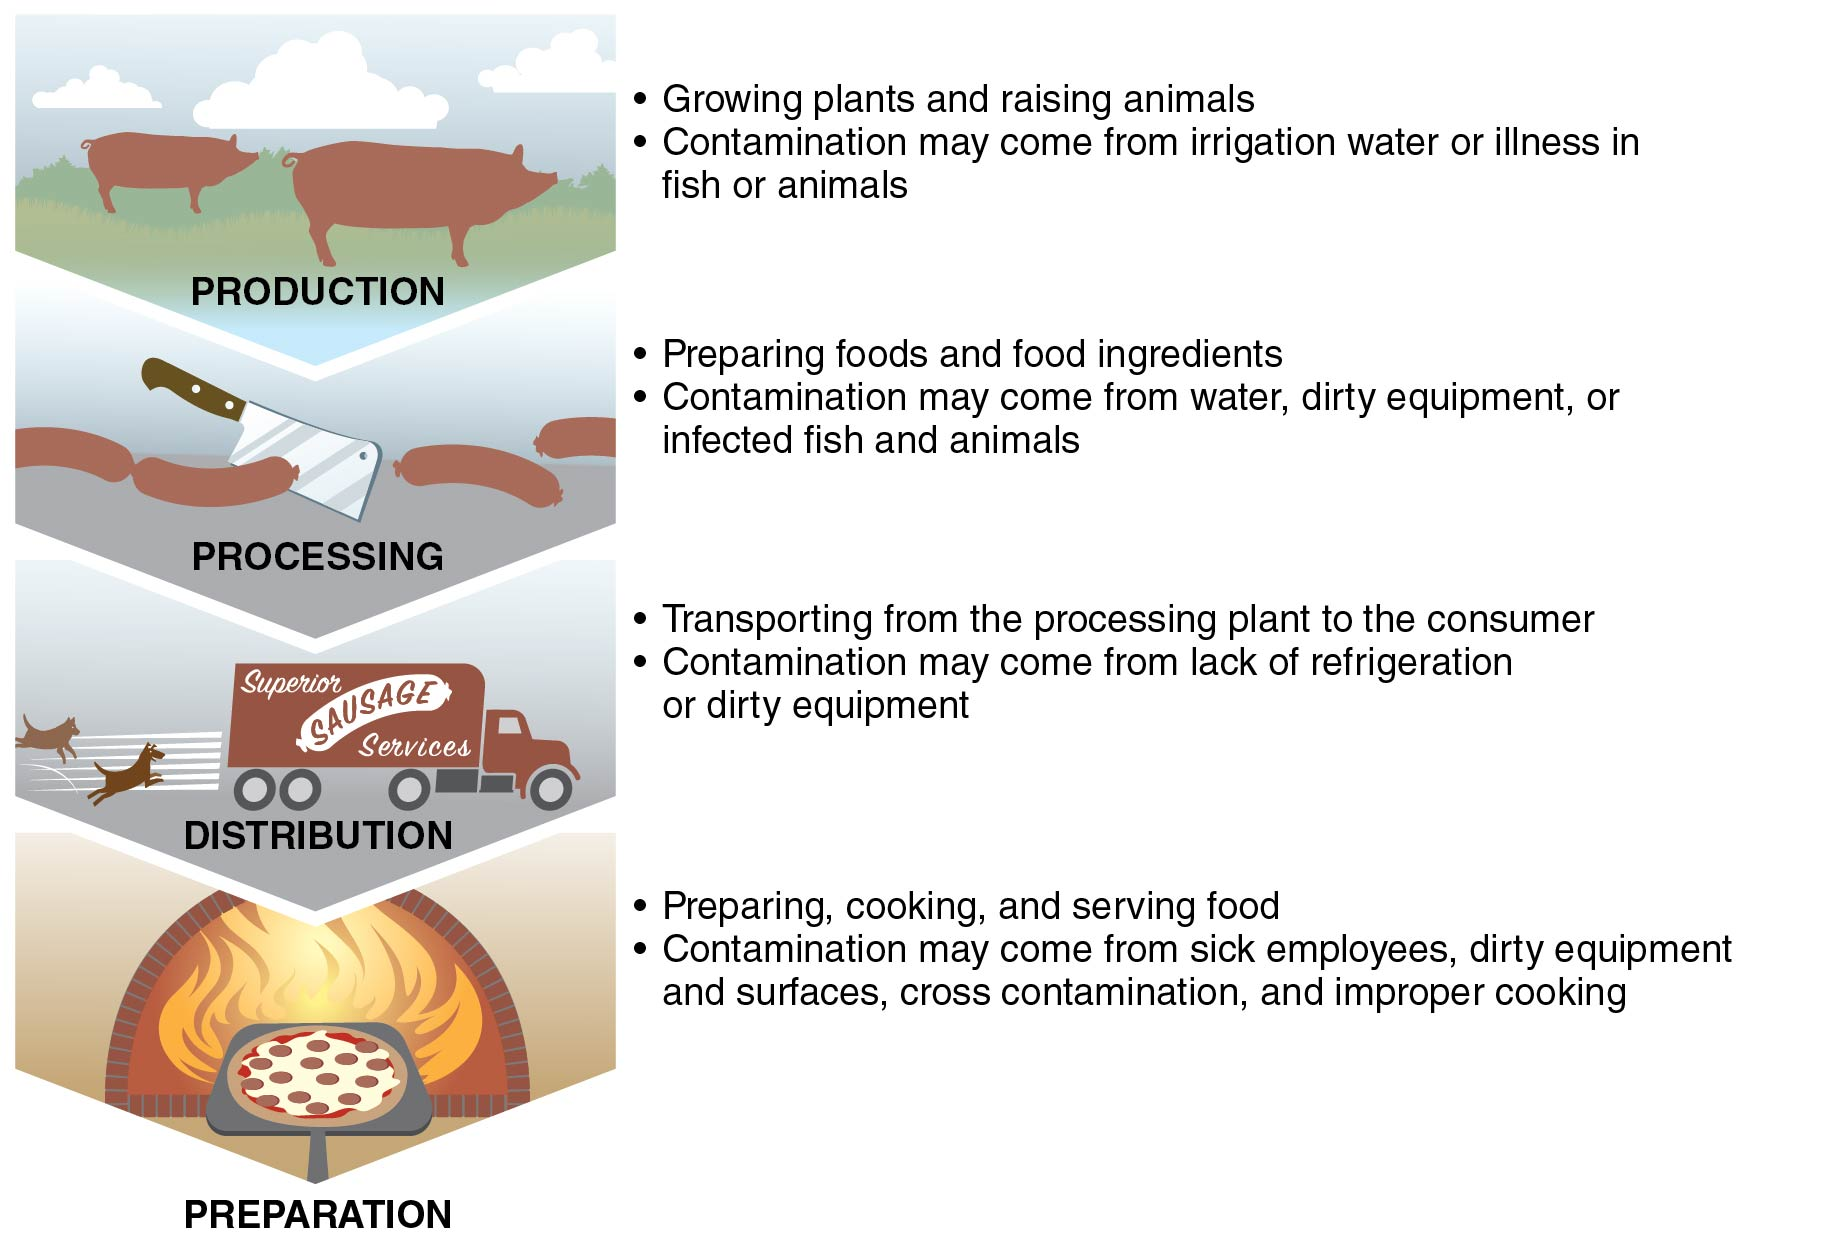 • Growing plants and raising animals
• Contamination may come from irrigation water or illness in
fish or animals
PRODUCTION
• Preparing foods and food ingredients
• Contamination may come from water, dirty equipment, or
infected fish and animals
PROCESSING
• Transporting from the processing plant to the consumer
• Contamination may come from lack of refrigeration
or dirty equipment
Superior
SAUSAGE
Services
DISTRIBUTION
• Preparing, cooking, and serving food
• Contamination may come from sick employees, dirty equipment
and surfaces, cross contamination, and improper cooking
PREPARATION